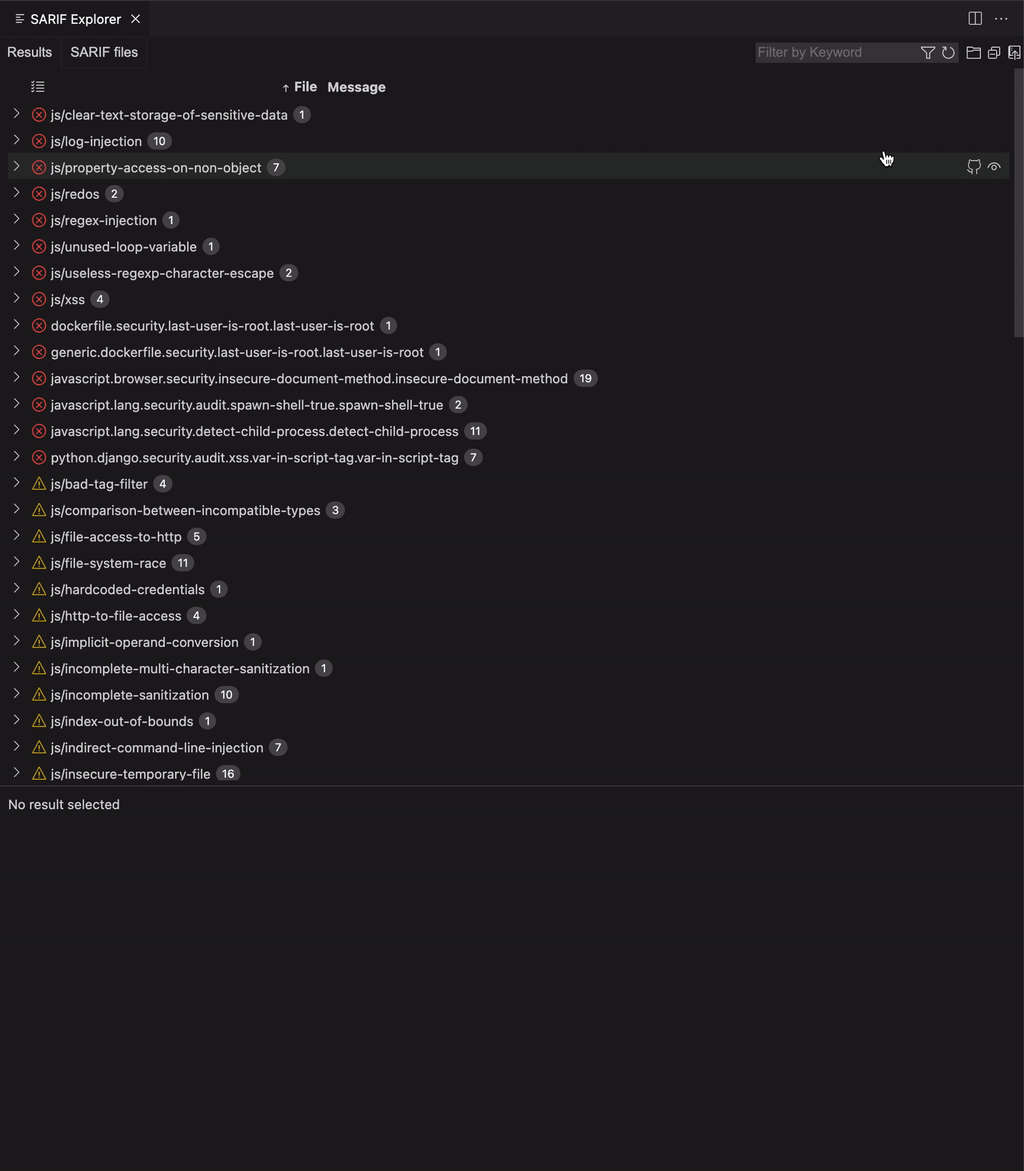 SARIF Explorer
Results SARIF files Filter by Keyword
File Message
js/clear-text-storage-of-sensitive-data 1
js/log-injection 10
js/property-access-on-non-object 7
js/redos 2
js/regex-injection 1
js/unused-loop-variable 1
js/useless-regexp-character-escape 2
js/xss 4
dockerfile.security.last-user-is-root.last-user-is-root 1
generic.dockerfile.security.last-user-is-root.last-user-is-root 1
javascript.browser.security.insecure-document-method.insecure-document-method 19
javascript.lang.security.audit.spawn-shell-true.spawn-shell-true 2
javascript.lang.security.detect-child-process.detect-child-process 11
python.django.security.audit.xss.var-in-script-tag.var-in-script-tag 7
js/bad-tag-filter 4
js/comparison-between-incompatible-types 3
js/file-access-to-http 5
js/file-system-race 11
js/hardcoded-credentials 1
js/http-to-file-access 4
js/implicit-operand-conversion 1
js/incomplete-multi-character-sanitization 1
js/incomplete-sanitization 10
js/index-out-of-bounds 1
js/indirect-command-line-injection 7
js/insecure-temporary-file 16
No result selected